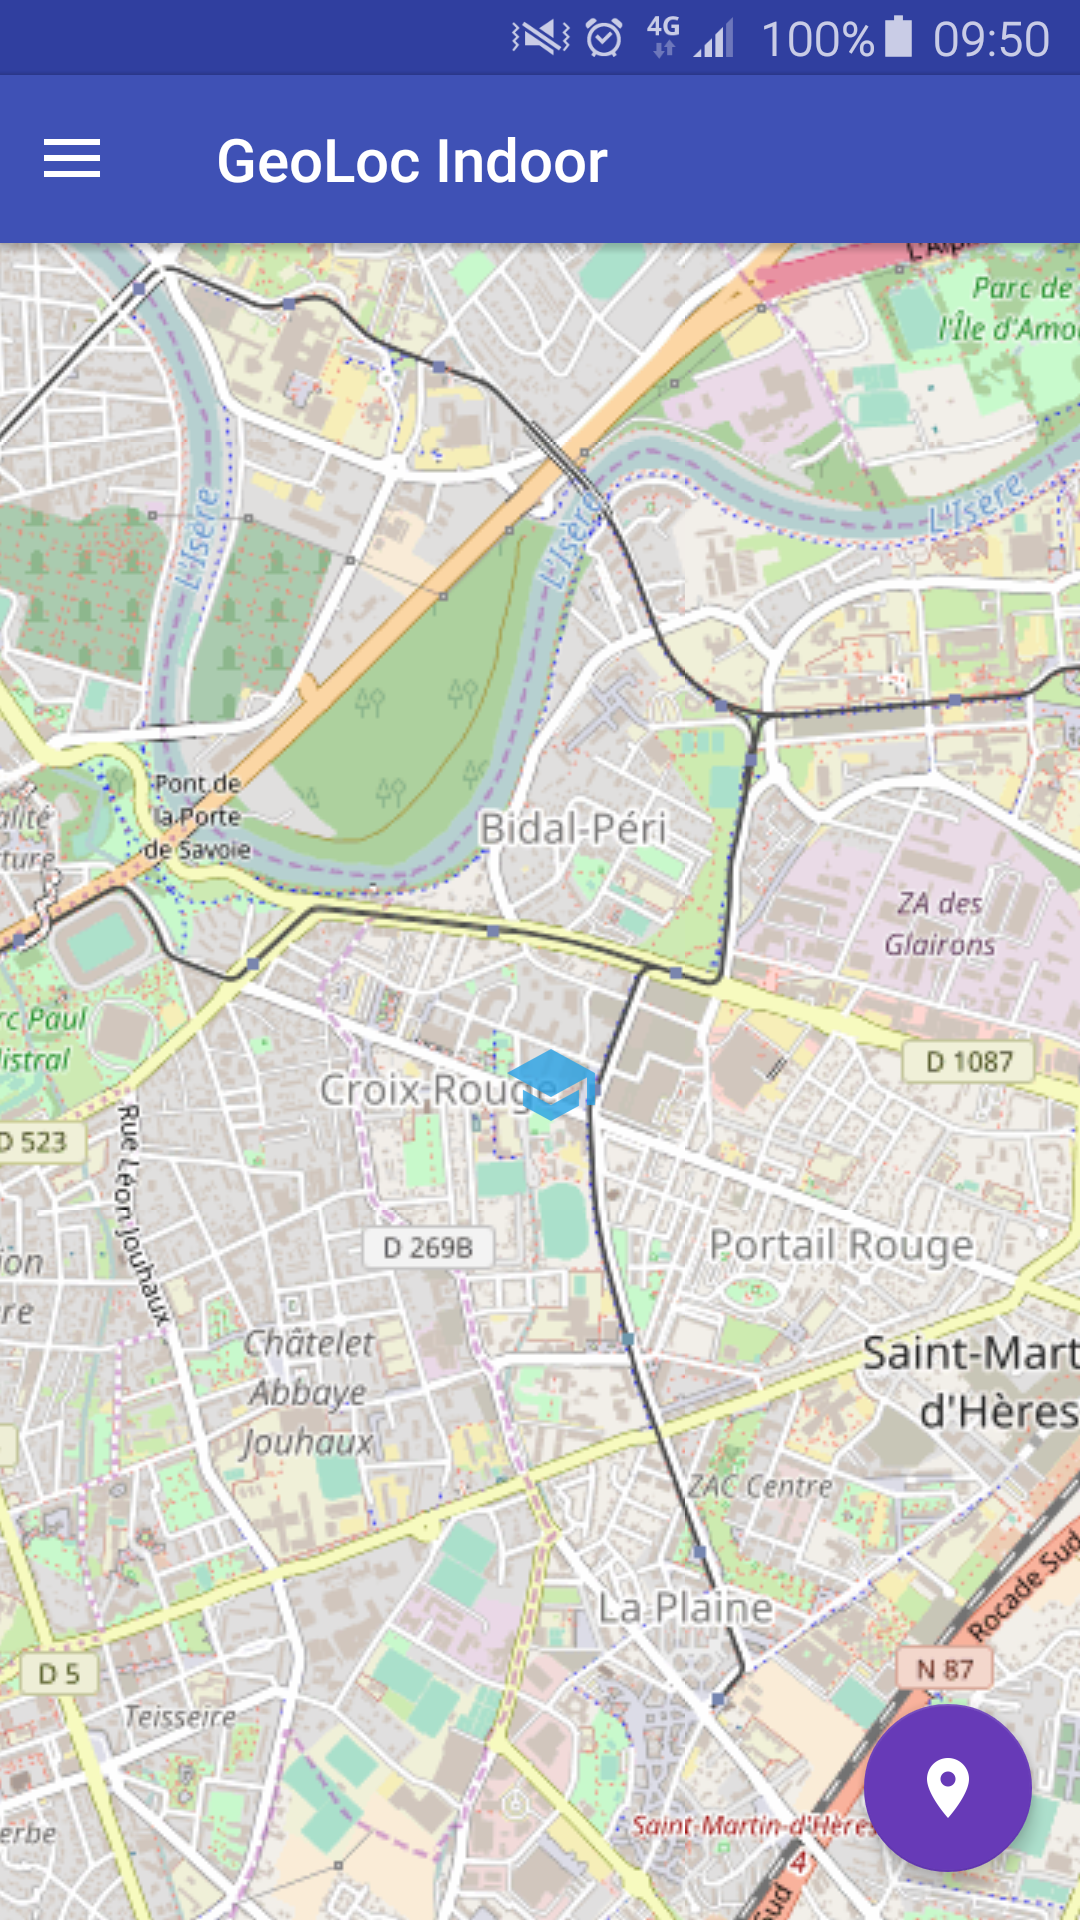 4G
100%
09:50
GeoLoc Indoor
Parc de
l'Île d'Amo
L'Isère
L'Isère
L'Isère
Pont de
la Porte
de Savoie
alité
ture
Bidal-Péri
ZA des
Glairons
rc Paul
istral
D 1087
Croix Rouge
D 523
Rue Léon Jouhaux
D 269B
Portail Rouge
ion
re
Châtelet
Abbaye
Jouhaux
Saint-Mart
d'Hères
ZAC Centre
La Plaine
Rocade Sud
N 87
D 5
Teisseire
Saint-Martin-d'Hères
erbe
4
Sud